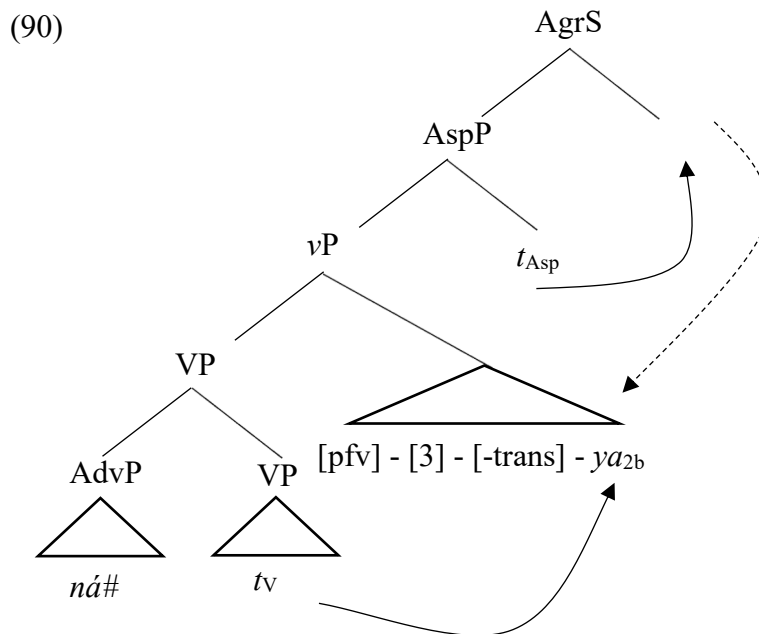 (90)
AgrS
AspP
vP
tAsp
VP
[pfv] - [3] - [-trans] - ya2b
AdvP VP
ná# tV